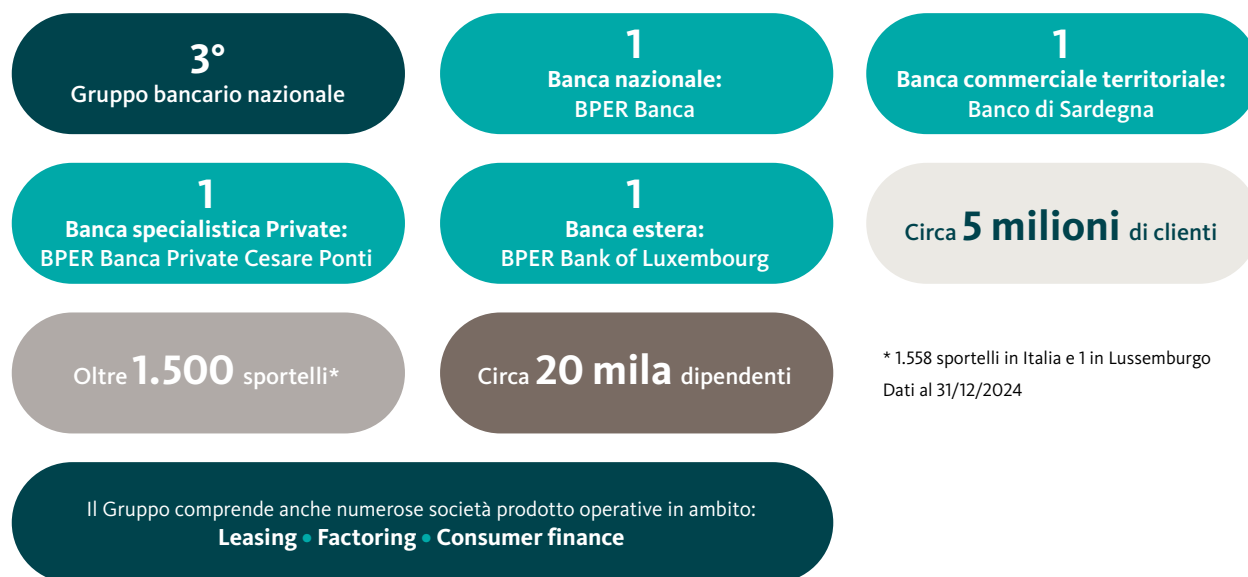 3°
Gruppo bancario nazionale
1
Banca nazionale:
BPER Banca
1
Banca commerciale territoriale:
Banco di Sardegna
1
Banca specialistica Private:
BPER Banca Private Cesare Ponti
1
Banca estera:
BPER Bank of Luxembourg
Circa 5 milioni di clienti
Oltre 1.500 sportelli*
Circa 20 mila dipendenti
* 1.558 sportelli in Italia e 1 in Lussemburgo
Dati al 31/12/2024
Il Gruppo comprende anche numerose società prodotto operative in ambito:
Leasing • Factoring • Consumer finance